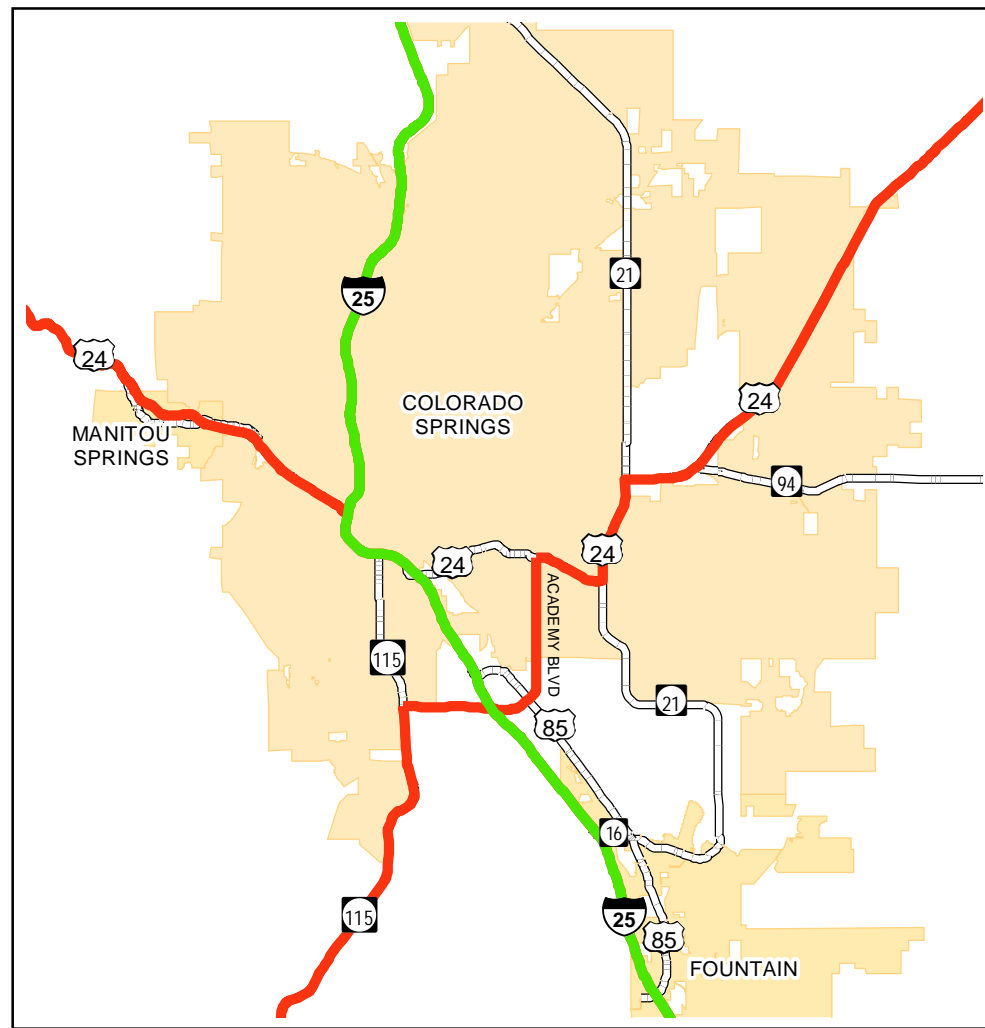 21
25
24
24
COLORADO
SPRINGS
MANITOU
SPRINGS
94
24
24
ACADEMY BLVD
115
21
85
16
115
25
85
FOUNTAIN